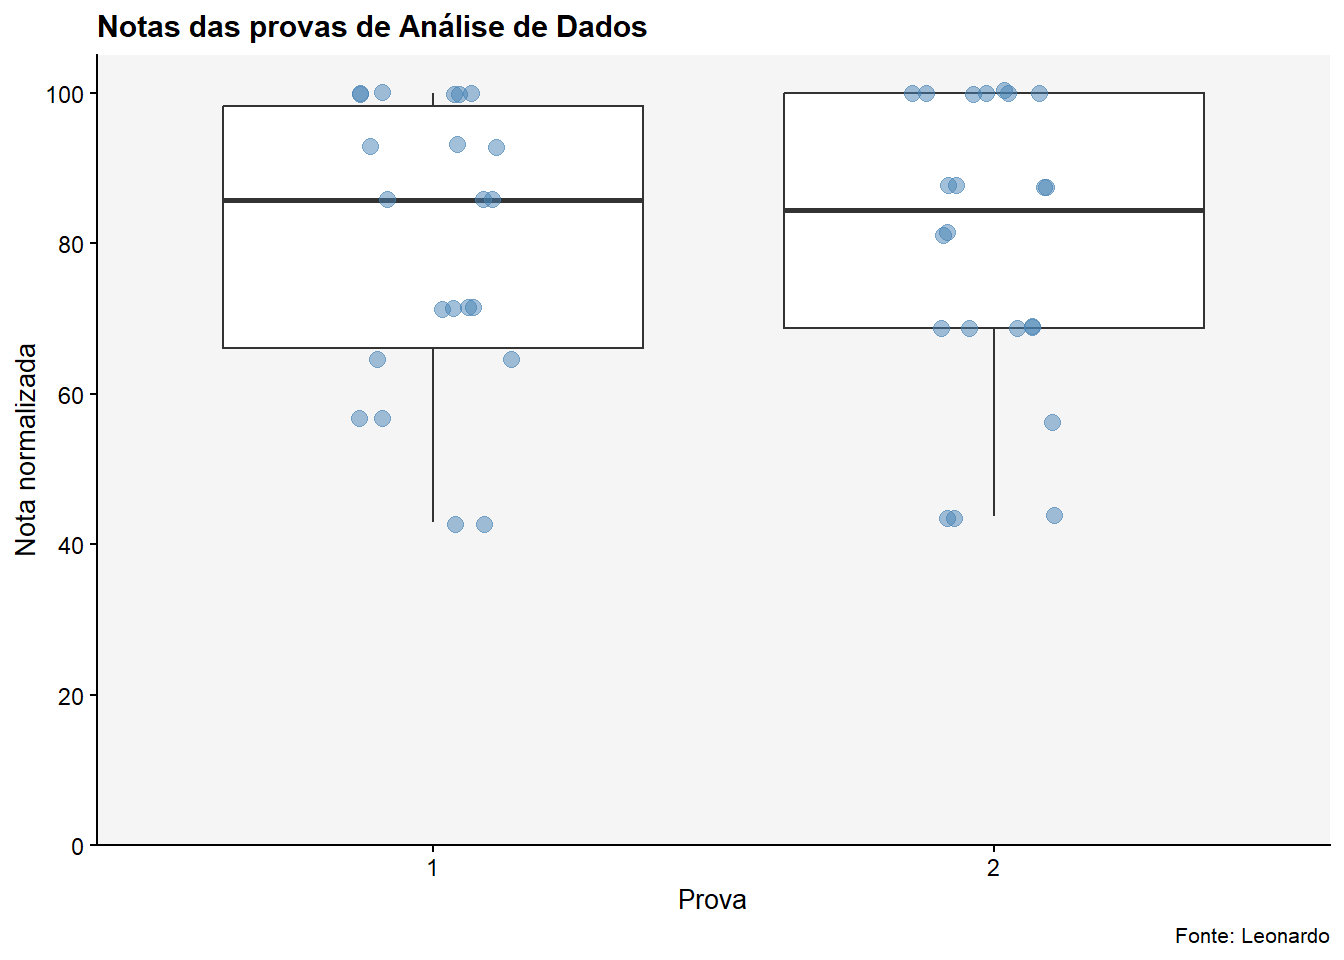 Notas das provas de Análise de Dados
100
80
60
40
20
0
Nota normalizada
1
2
Prova
Fonte: Leonardo